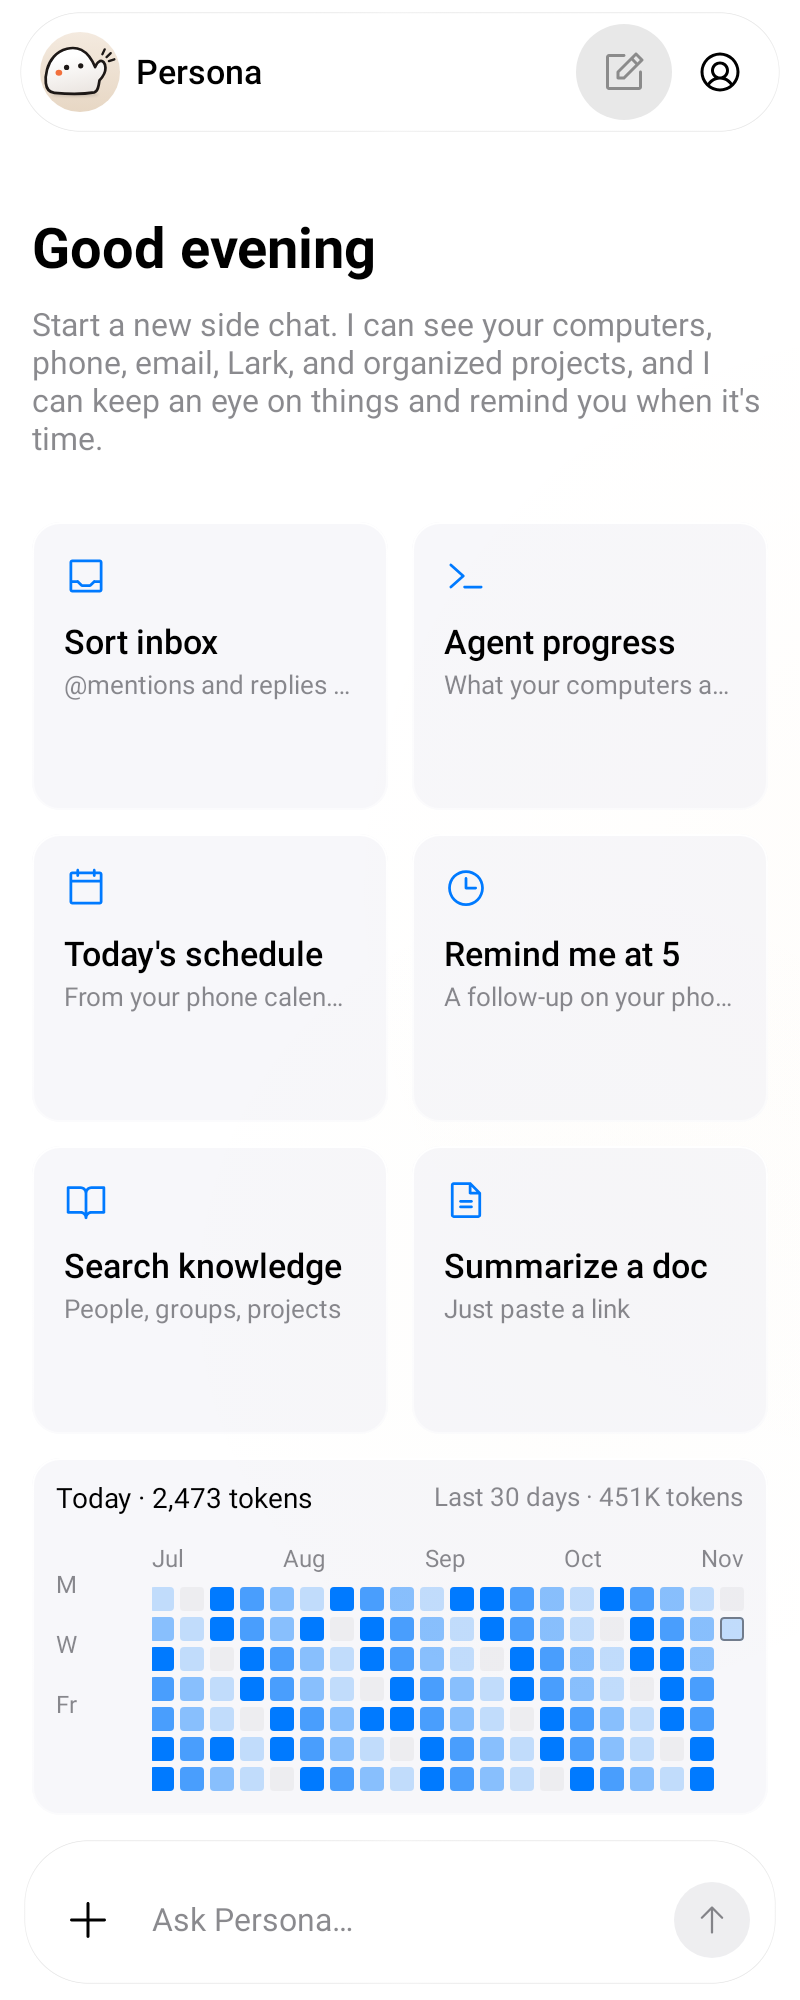 Persona
Good evening
Start a new side chat. I can see your computers,
phone, email, Lark, and organized projects, and I
can keep an eye on things and remind you when it's
time.
Sort inbox
@mentions and replies ...
Agent progress
What your computers a...
Today's schedule
From your phone calen...
Remind me at 5
A follow-up on your pho...
Search knowledge
People, groups, projects
Summarize a doc
Just paste a link
Today · 2,473 tokens
Last 30 days · 451K tokens
Jul Aug Sep Oct Nov
M
W
Fr
Ask Persona...